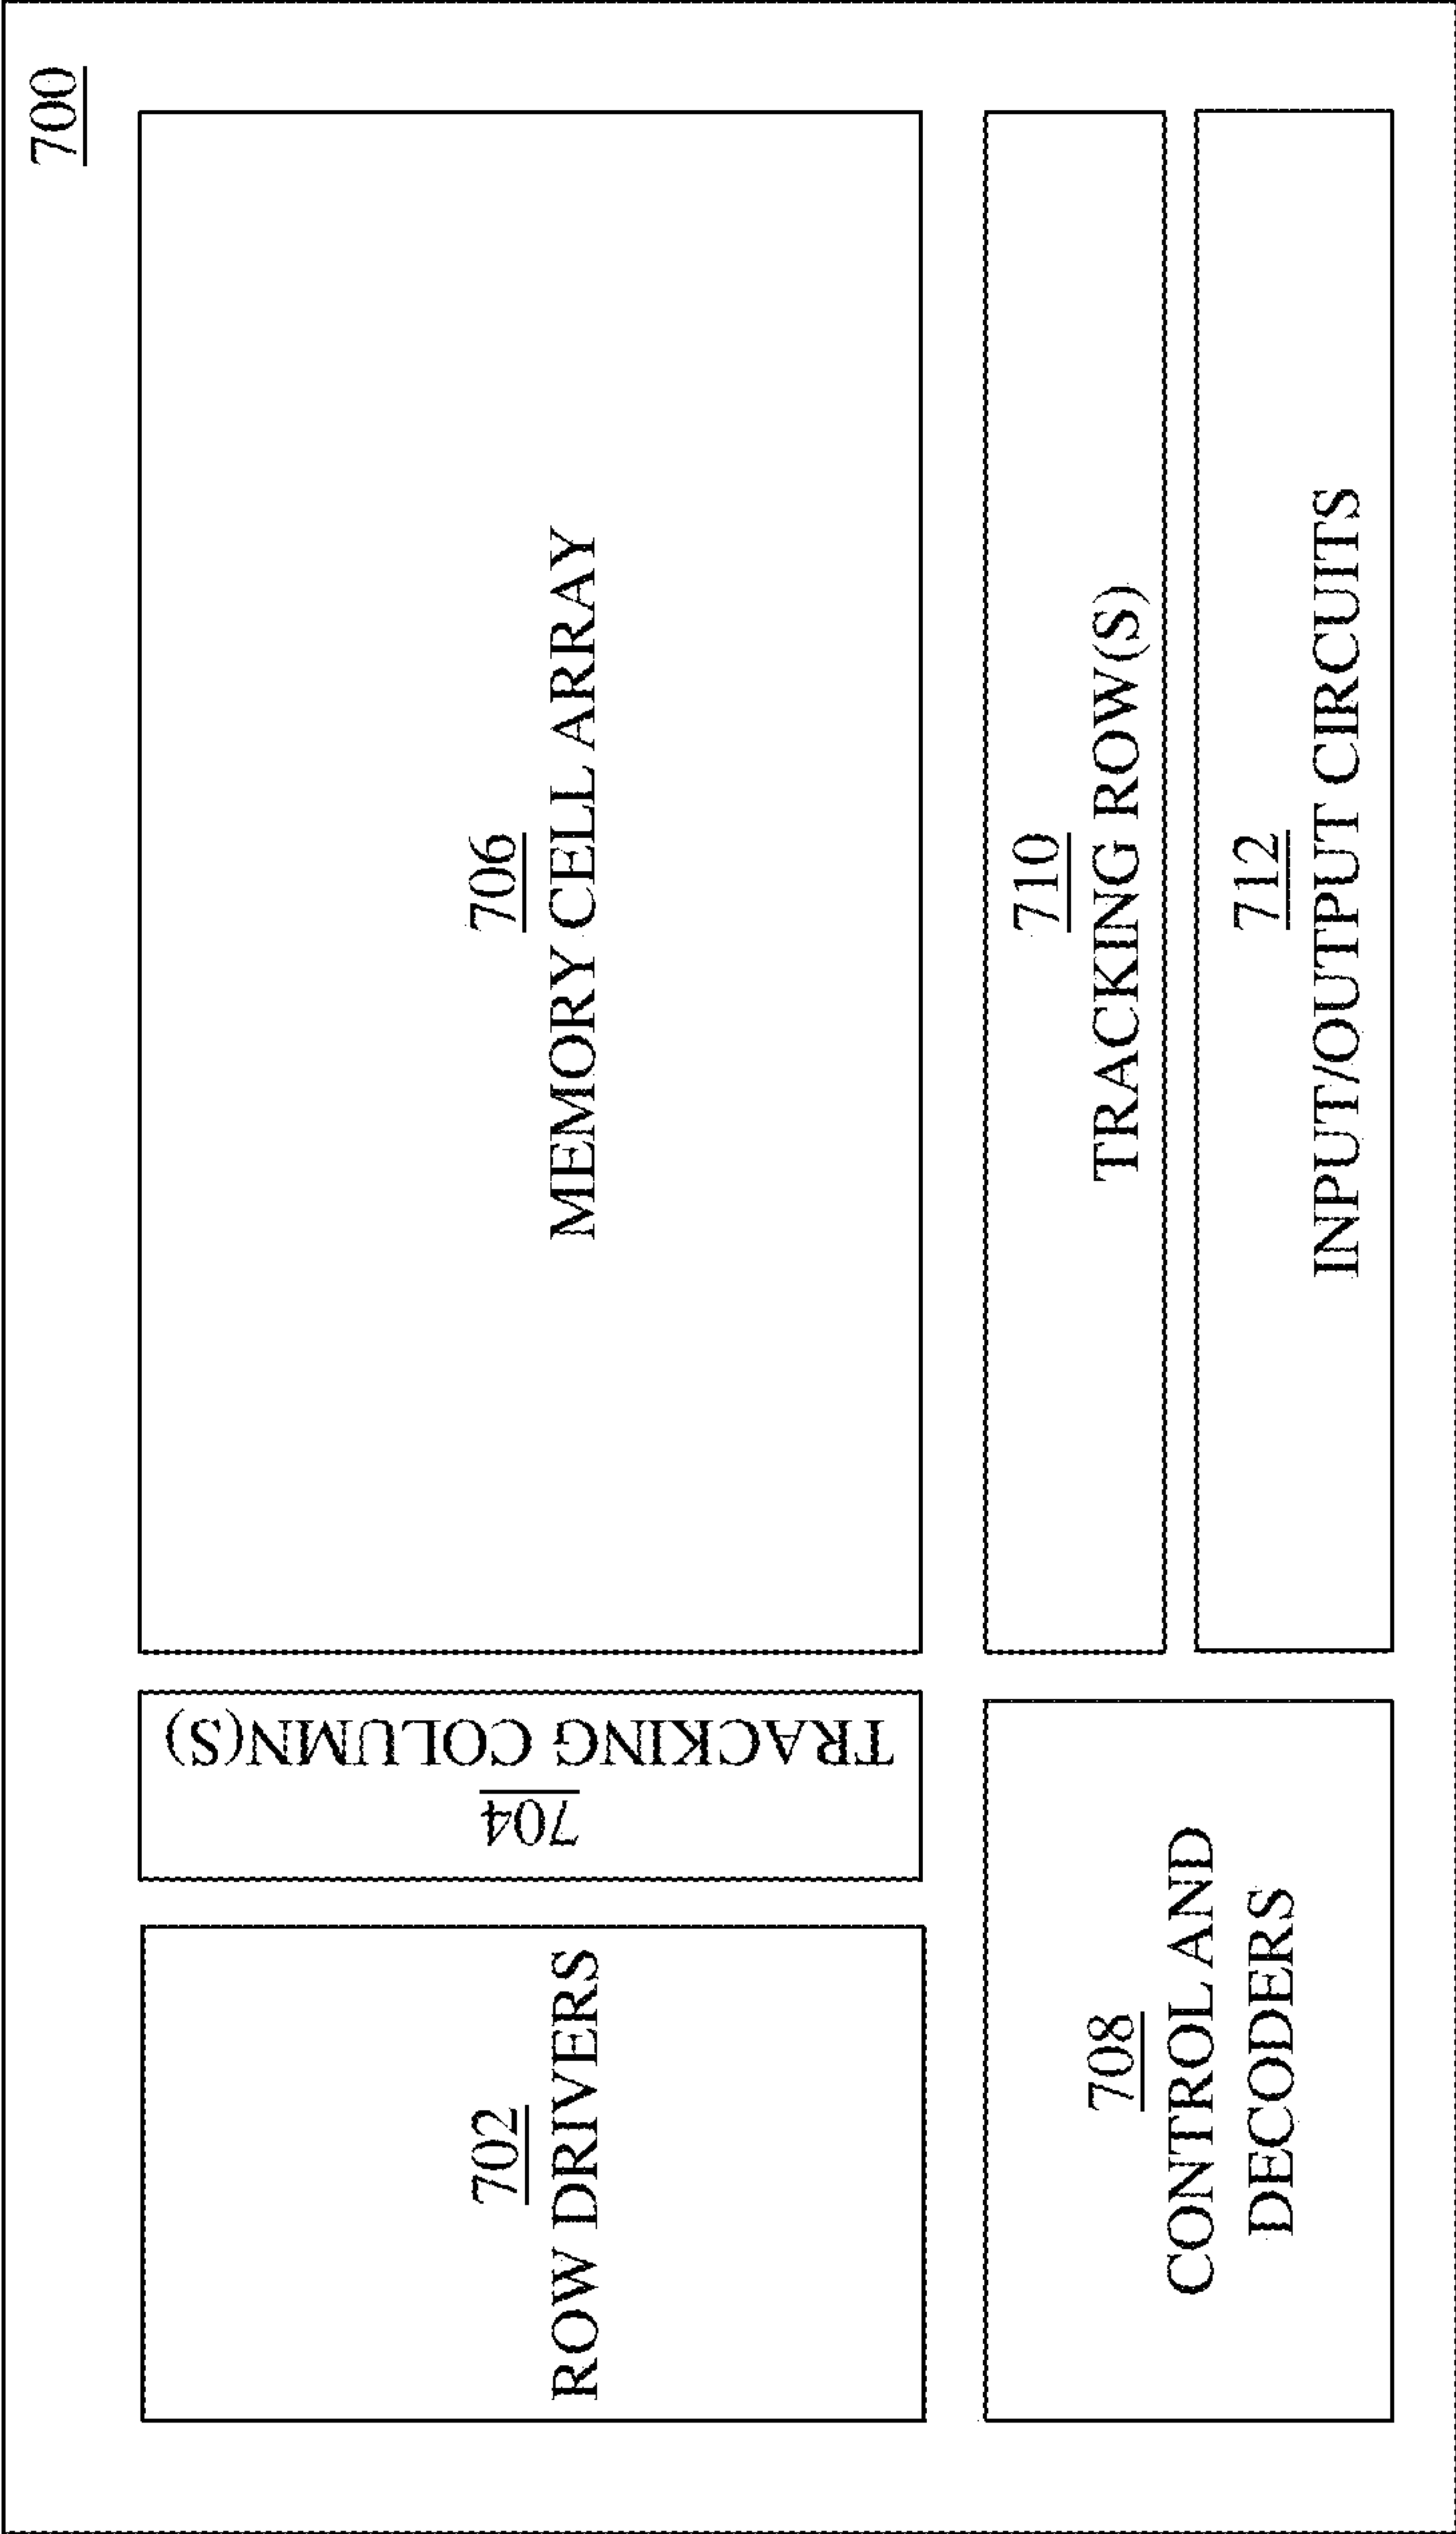 700
702
ROW DRIVERS
704
TRACKING COLUMN(S)
706
MEMORY CELL ARRAY
708
CONTROL AND
DECODERS
710
TRACKING ROW(S)
712
INPUT/OUTPUT CIRCUITS